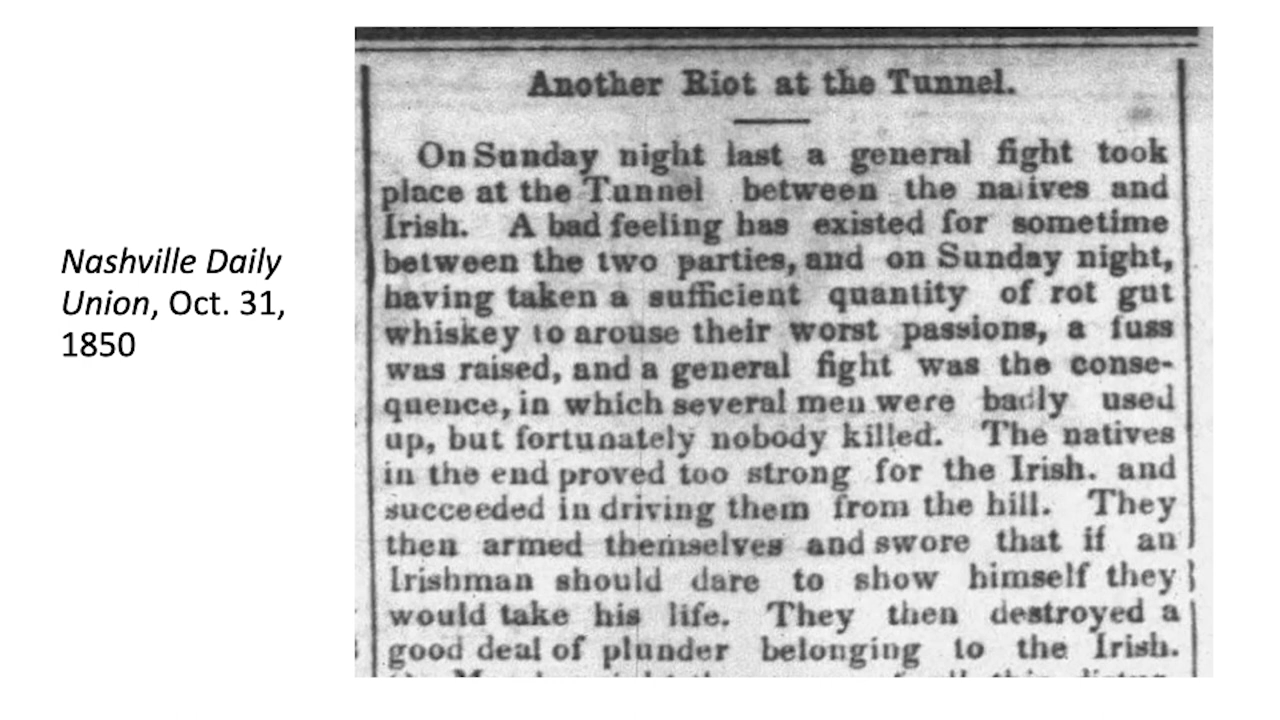 Nashville Daily
Union, Oct. 31,
1850
Another Riot at the Tunnel.
On Sunday night last a general fight took
place at the Tunnel between the natives and
Irish. A bad feeling has existed for sometime
between the two parties, and on Sunday night,
having taken a sufficient quantity of rot gut
whiskey to arouse their worst passions, a fuss
was raised, and a general fight was the conse-
quence, in which several men were badly used
up, but fortunately nobody killed. The natives
in the end proved too strong for the Irish. and
succeeded in driving them from the hill. They
then armed themselves and swore that if an
Irishman should dare to show himself they
would take his life. They then destroyed a
good deal of plunder belonging to the Irish.